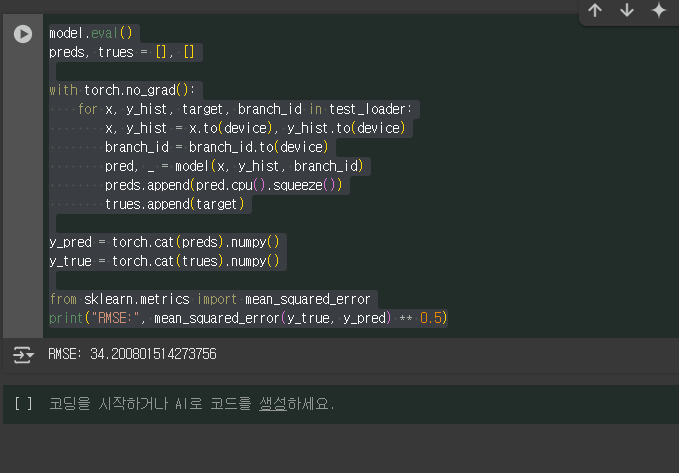 model.eval()
preds, trues = [], []
with torch.no_grad():
for x, y_hist, target, branch_id in test_loader:
x, y_hist = x.to(device), y_hist.to(device)
branch_id = branch_id.to(device)
pred, _ = model(x, y_hist, branch_id)
preds.append(pred.cpu().squeeze())
trues.append(target)
y_pred = torch.cat(preds).numpy()
y_true = torch.cat(trues).numpy()
from sklearn.metrics import mean_squared_error
print("RMSE:", mean_squared_error(y_true, y_pred) ** 0.5)
RMSE: 34.200801514273756
[ ] 코딩을 시작하거나 AI로 코드를 생성하세요.